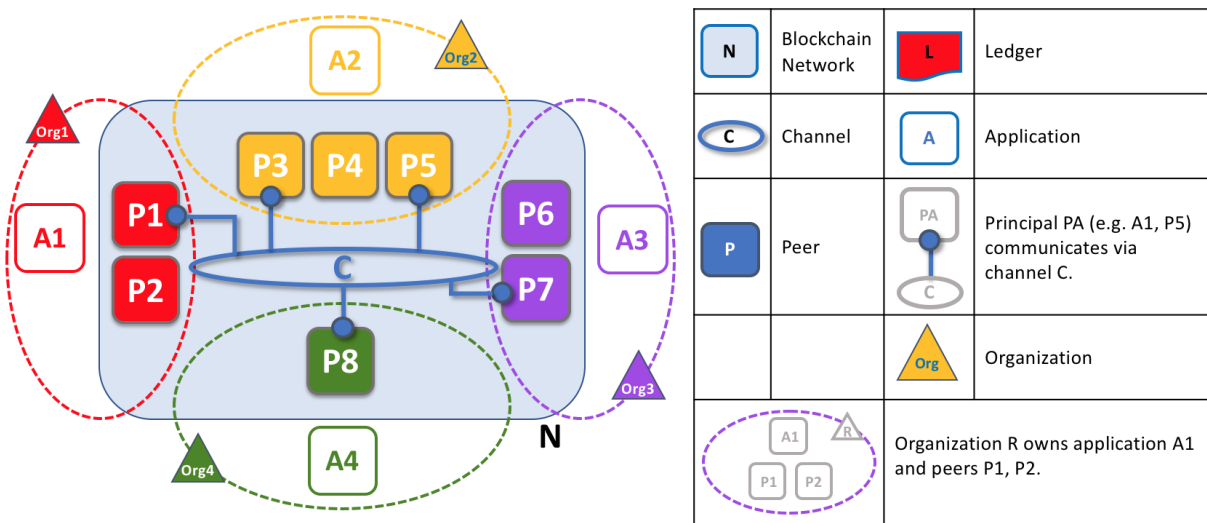 A2
Org2
Org1
P3
P4
P5
P1
P6
A1
A3
C
P2
P7
P8
Org3
N
A4
Org4
N
Blockchain
Network
L
Ledger
C
Channel
A
Application
P
Peer
PA
C
Principal PA (e.g. A1, P5)
communicates via
channel C.
Org
Organization
A1
R
P1
P2
Organization R owns application A1
and peers P1, P2.